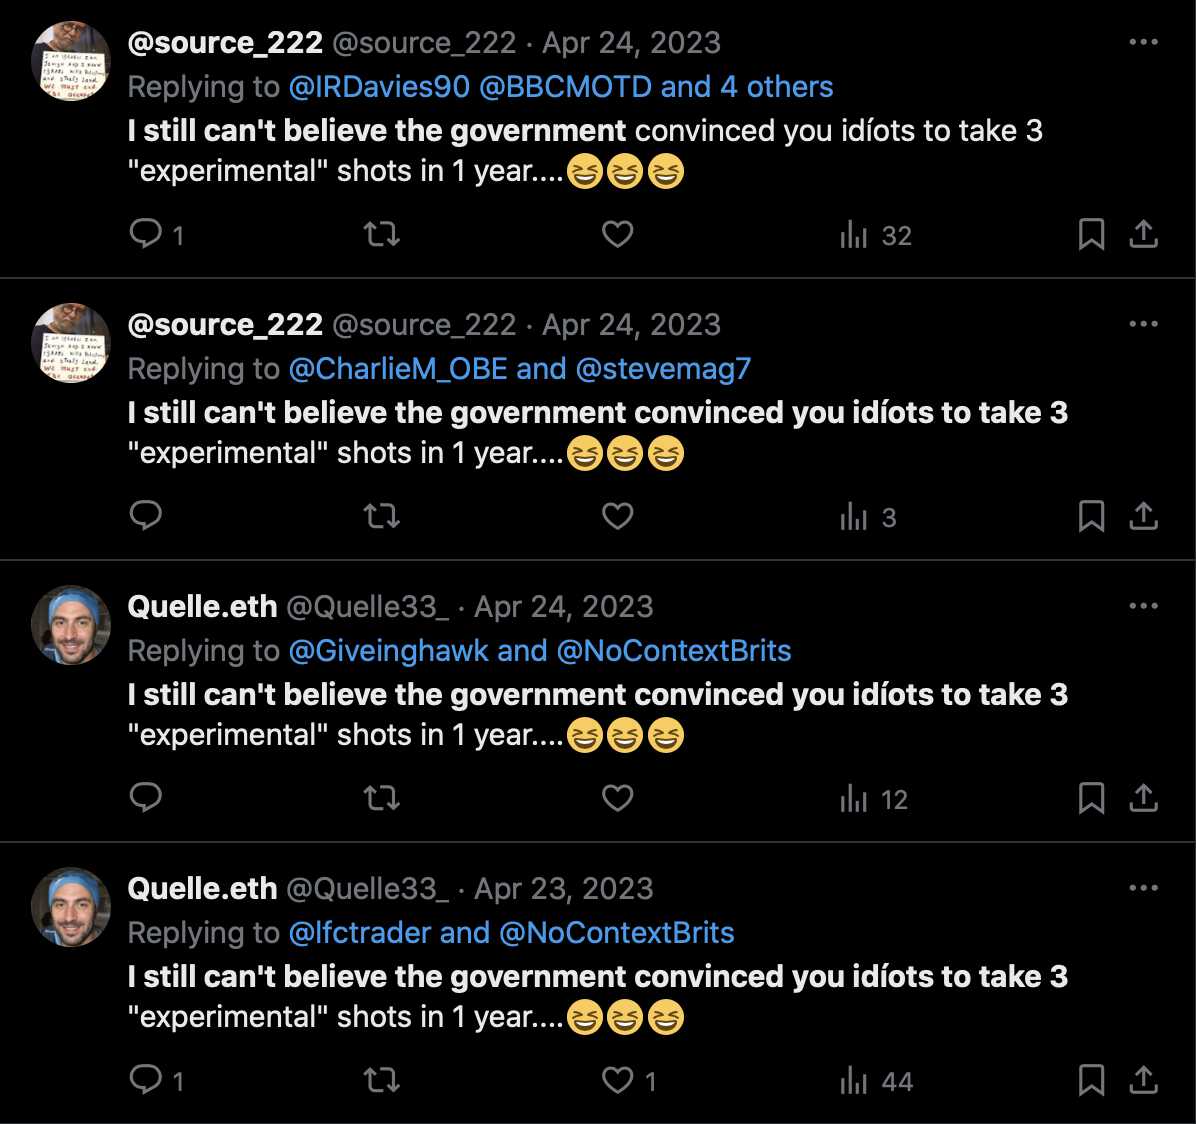 @source_222 @source_222 · Apr 24, 2023
Replying to @IRDavies90 @BBCMOTD and 4 others
I still can't believe the government convinced you idíots to take 3
"experimental" shots in 1 year....😆😆😆
1 32
@source_222 @source_222 · Apr 24, 2023
Replying to @CharlieM_OBE and @stevemag7
I still can't believe the government convinced you idíots to take 3
"experimental" shots in 1 year....😆😆😆
3
Quelle.eth @Quelle33_ · Apr 24, 2023
Replying to @Giveinghawk and @NoContextBrits
I still can't believe the government convinced you idíots to take 3
"experimental" shots in 1 year....😆😆😆
12
Quelle.eth @Quelle33_ · Apr 23, 2023
Replying to @lfctrader and @NoContextBrits
I still can't believe the government convinced you idíots to take 3
"experimental" shots in 1 year....😆😆😆
1 1 44